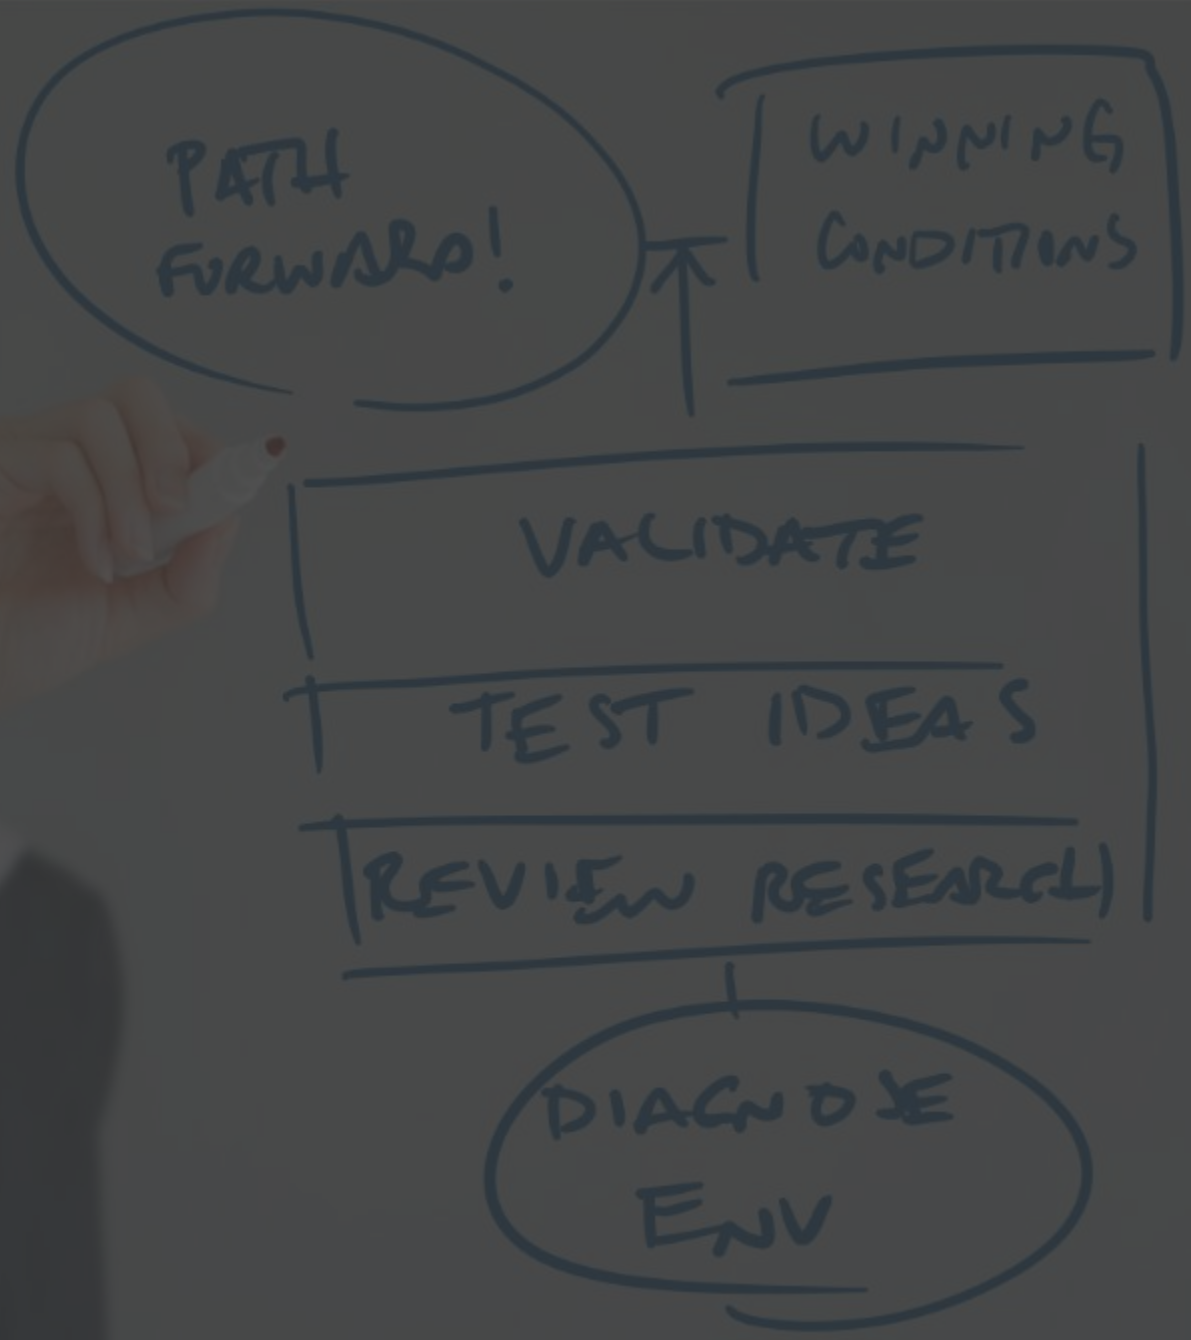 PATH
FORWARD!
WINNING
CONDITIONS
VALIDATE
TEST IDEAS
REVIEW RESEARCH
DIAGNOSE
ENV